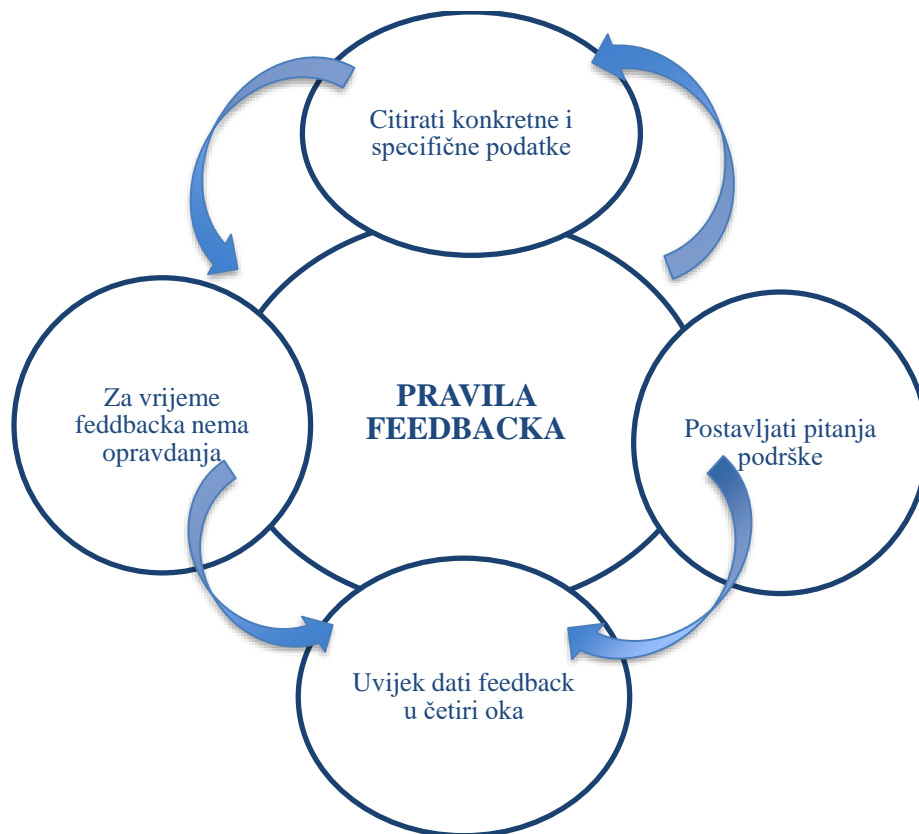 Citirati konkretne i
specifične podatke
Za vrijeme
feddbacka nema
opravdanja
PRAVILA
FEEDBACKA
Postavljati pitanja
podrške
Uvijek dati feedback
u četiri oka